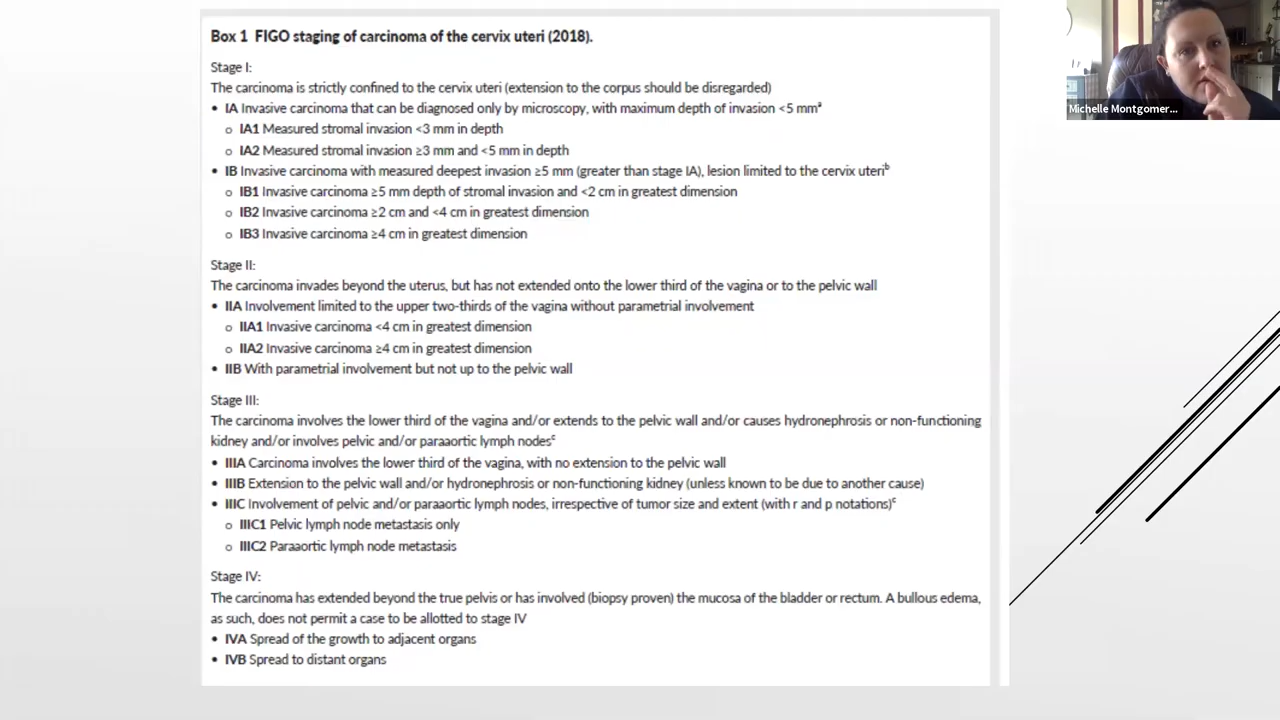 Box 1 FIGO staging of carcinoma of the cervix uteri (2018).
Stage I:
The carcinoma is strictly confined to the cervix uteri (extension to the corpus should be disregarded)
• IA Invasive carcinoma that can be diagnosed only by microscopy, with maximum depth of invasion <5 mmᵃ
o IA1 Measured stromal invasion <3 mm in depth
o IA2 Measured stromal invasion ≥3 mm and <5 mm in depth
• IB Invasive carcinoma with measured deepest invasion ≥5 mm (greater than stage IA), lesion limited to the cervix uteriᵇ
o IB1 Invasive carcinoma ≥5 mm depth of stromal invasion and <2 cm in greatest dimension
o IB2 Invasive carcinoma ≥2 cm and <4 cm in greatest dimension
o IB3 Invasive carcinoma ≥4 cm in greatest dimension
Stage II:
The carcinoma invades beyond the uterus, but has not extended onto the lower third of the vagina or to the pelvic wall
• IIA Involvement limited to the upper two-thirds of the vagina without parametrial involvement
o IIA1 Invasive carcinoma <4 cm in greatest dimension
o IIA2 Invasive carcinoma ≥4 cm in greatest dimension
• IIB With parametrial involvement but not up to the pelvic wall
Stage III:
The carcinoma involves the lower third of the vagina and/or extends to the pelvic wall and/or causes hydronephrosis or non-functioning
kidney and/or involves pelvic and/or paraaortic lymph nodesᶜ
• IIIA Carcinoma involves the lower third of the vagina, with no extension to the pelvic wall
• IIIB Extension to the pelvic wall and/or hydronephrosis or non-functioning kidney (unless known to be due to another cause)
• IIIC Involvement of pelvic and/or paraaortic lymph nodes, irrespective of tumor size and extent (with r and p notations)ᶜ
o IIIC1 Pelvic lymph node metastasis only
o IIIC2 Paraaortic lymph node metastasis
Stage IV:
The carcinoma has extended beyond the true pelvis or has involved (biopsy proven) the mucosa of the bladder or rectum. A bullous edema,
as such, does not permit a case to be allotted to stage IV
• IVA Spread of the growth to adjacent organs
• IVB Spread to distant organs
Michelle Montgomer...